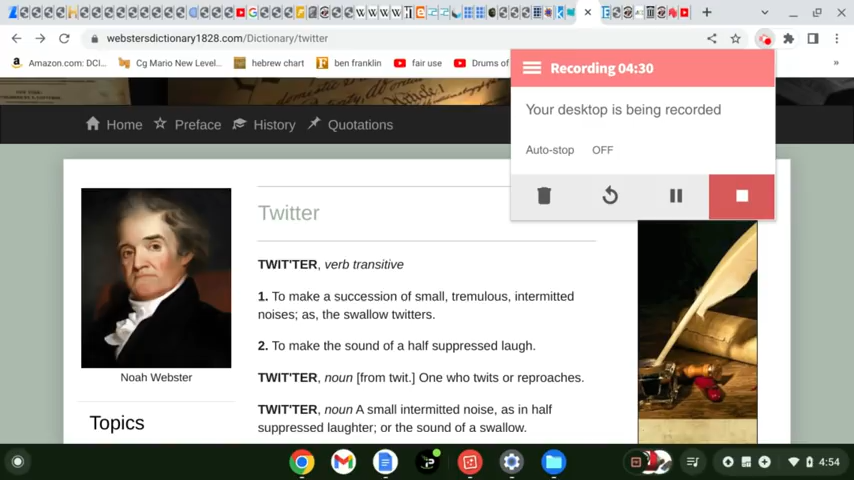 webstersdictionary1828.com/Dictionary/twitter
Amazon.com: DCI...
Cg Mario New Level...
hebrew chart
ben franklin
fair use
Drums of
»
Recording 04:30
Your desktop is being recorded
Auto-stop OFF
Home Preface History Quotations
Twitter
TWIT'TER, verb transitive
1. To make a succession of small, tremulous, intermitted
noises; as, the swallow twitters.
2. To make the sound of a half suppressed laugh.
TWIT'TER, noun [from twit.] One who twits or reproaches.
TWIT'TER, noun A small intermitted noise, as in half
suppressed laughter; or the sound of a swallow.
Noah Webster
Topics
4:54